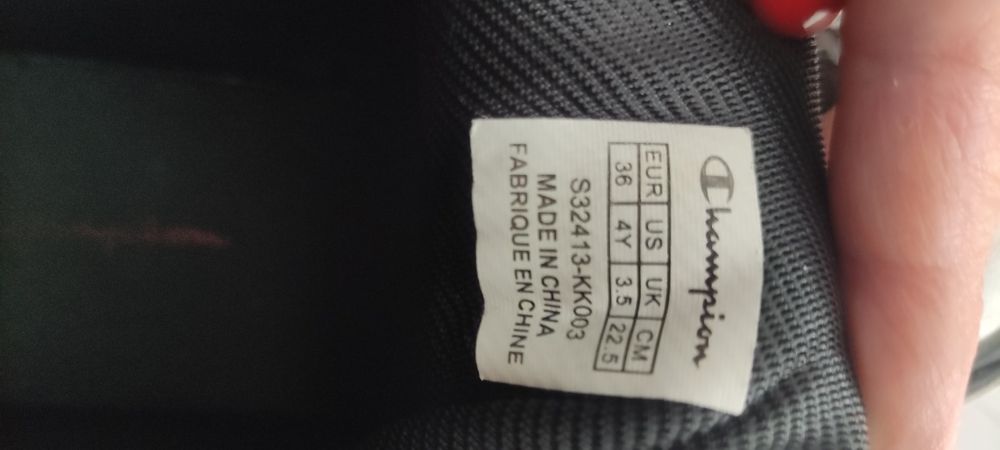 Champion
EUR US UK CM
36 4Y 3.5 22.5
S32413-KK003
MADE IN CHINA
FABRIQUE EN CHINE